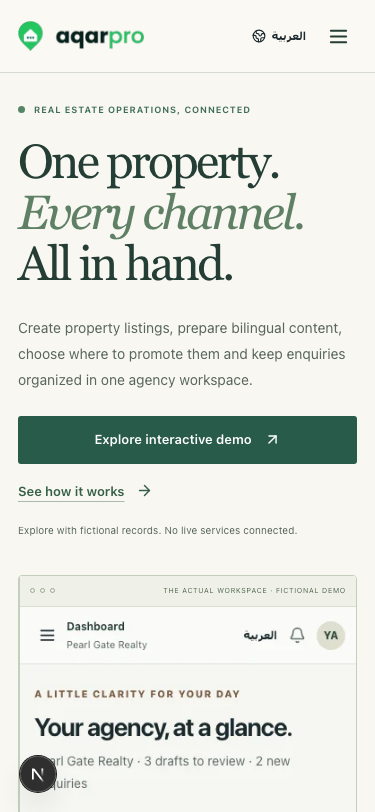 aqarpro
العربية
REAL ESTATE OPERATIONS, CONNECTED
One property.
Every channel.
All in hand.
Create property listings, prepare bilingual content,
choose where to promote them and keep enquiries
organized in one agency workspace.
Explore interactive demo
See how it works
Explore with fictional records. No live services connected.
THE ACTUAL WORKSPACE · FICTIONAL DEMO
Dashboard
Pearl Gate Realty
العربية
YA
A LITTLE CLARITY FOR YOUR DAY
Your agency, at a glance.
arl Gate Realty · 3 drafts to review · 2 new
quiries
N